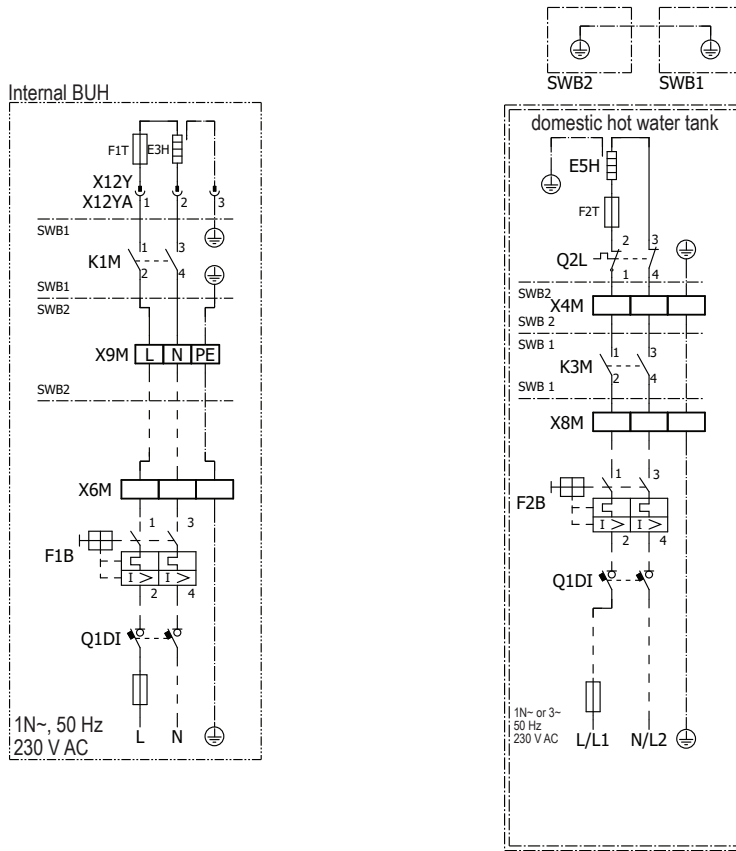 Internal BUH
F1T
E3H
X12Y
X12YA
1
2
3
SWB1
K1M
1
3
2
4
SWB1
SWB2
X9M
L
N
PE
SWB2
X6M
F1B
1
3
I >
I >
2
4
Q1DI
1N~, 50 Hz
230 V AC
L
N
SWB2
SWB1
domestic hot water tank
E5H
F2T
Q2L
2
3
1
4
SWB2
X4M
SWB 2
SWB 1
K3M
1
3
2
4
SWB 1
X8M
F2B
1
3
I >
I >
2
4
Q1DI
1N~ or 3~
50 Hz
230 V AC
L/L1
N/L2